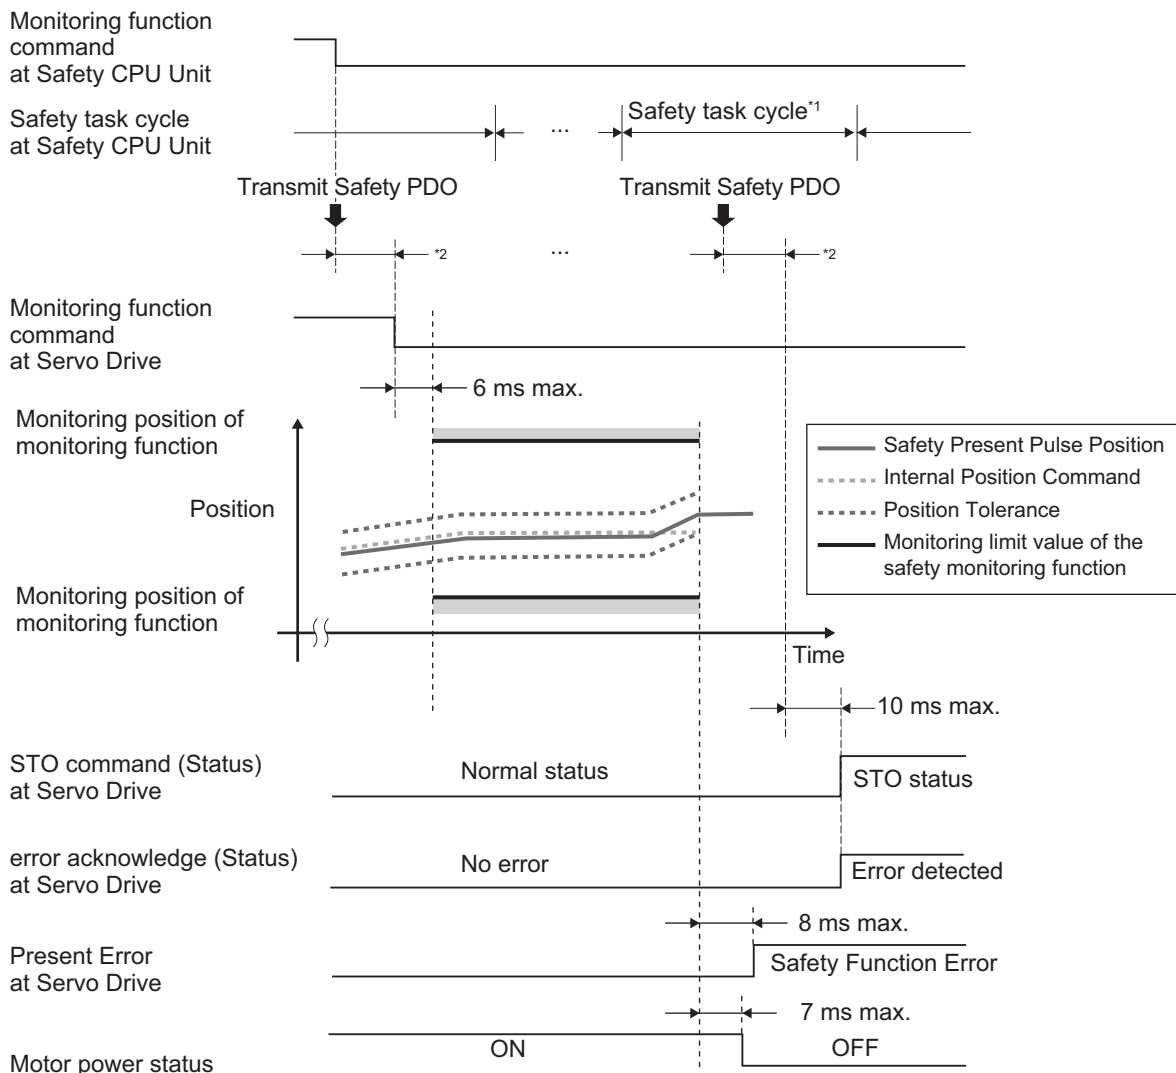 Monitoring function
command
at Safety CPU Unit
Safety task cycle
at Safety CPU Unit
...
Safety task cycle*1
Transmit Safety PDO
Transmit Safety PDO
*2
...
*2
Monitoring function
command
at Servo Drive
6 ms max.
Monitoring position of
monitoring function
Position
Monitoring position of
monitoring function
Safety Present Pulse Position
Internal Position Command
Position Tolerance
Monitoring limit value of the
safety monitoring function
Time
10 ms max.
STO command (Status)
at Servo Drive
Normal status
STO status
error acknowledge (Status)
at Servo Drive
No error
Error detected
8 ms max.
Present Error
at Servo Drive
Safety Function Error
7 ms max.
Motor power status
ON
OFF